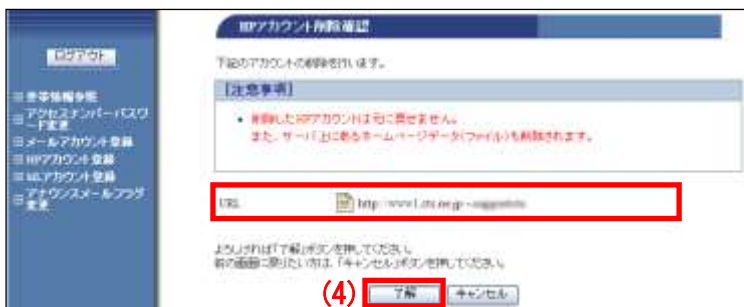 HPアカウント削除確認
ログアウト
下記のアカウントの削除を行います。
【注意事項】
• 削除したHPアカウントは元に戻せません。
また、サーバ上にあるホームページデータ(ファイル)も削除されます。
アクセスナンバーパスワード変更
メールアカウント登録
HPアカウント登録
MLアカウント登録
アナウンスメールフラグ変更
URL
よろしければ「了解」ボタンを押してください。
前の画面に戻りたい方は、「キャンセル」ボタンを押してください。
(4) 了解 キャンセル